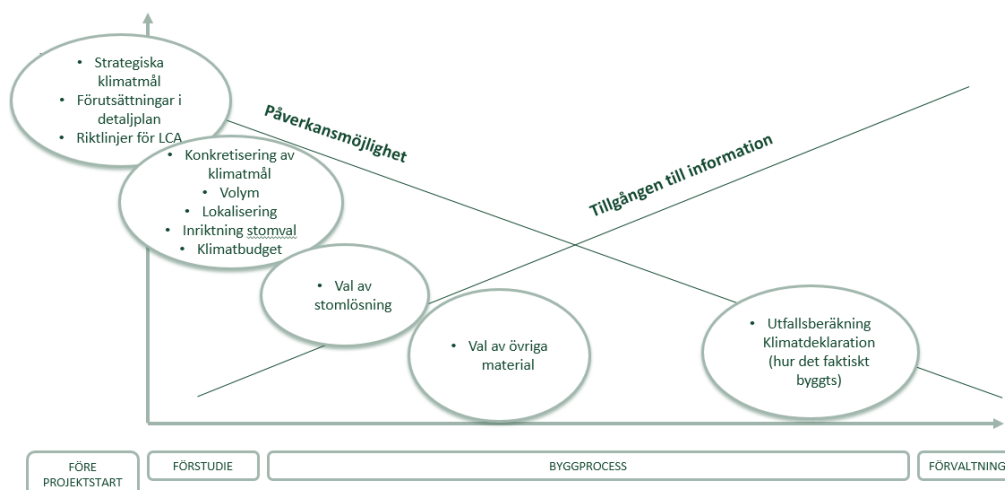 • Strategiska
klimatmål
• Förutsättningar i
detaljplan
• Riktlinjer för LCA
• Konkretisering av
klimatmål
• Volym
• Lokalisering
• Inriktning stomval
• Klimatbudget
Påverkansmöjlighet
Tillgången till information
• Val av
stomlösning
• Val av övriga
material
• Utfallsberäkning
Klimatdeklaration
(hur det faktiskt
byggts)
FÖRE
PROJEKTSTART
FÖRSTUDIE
BYGGPROCESS
FÖRVALTNING